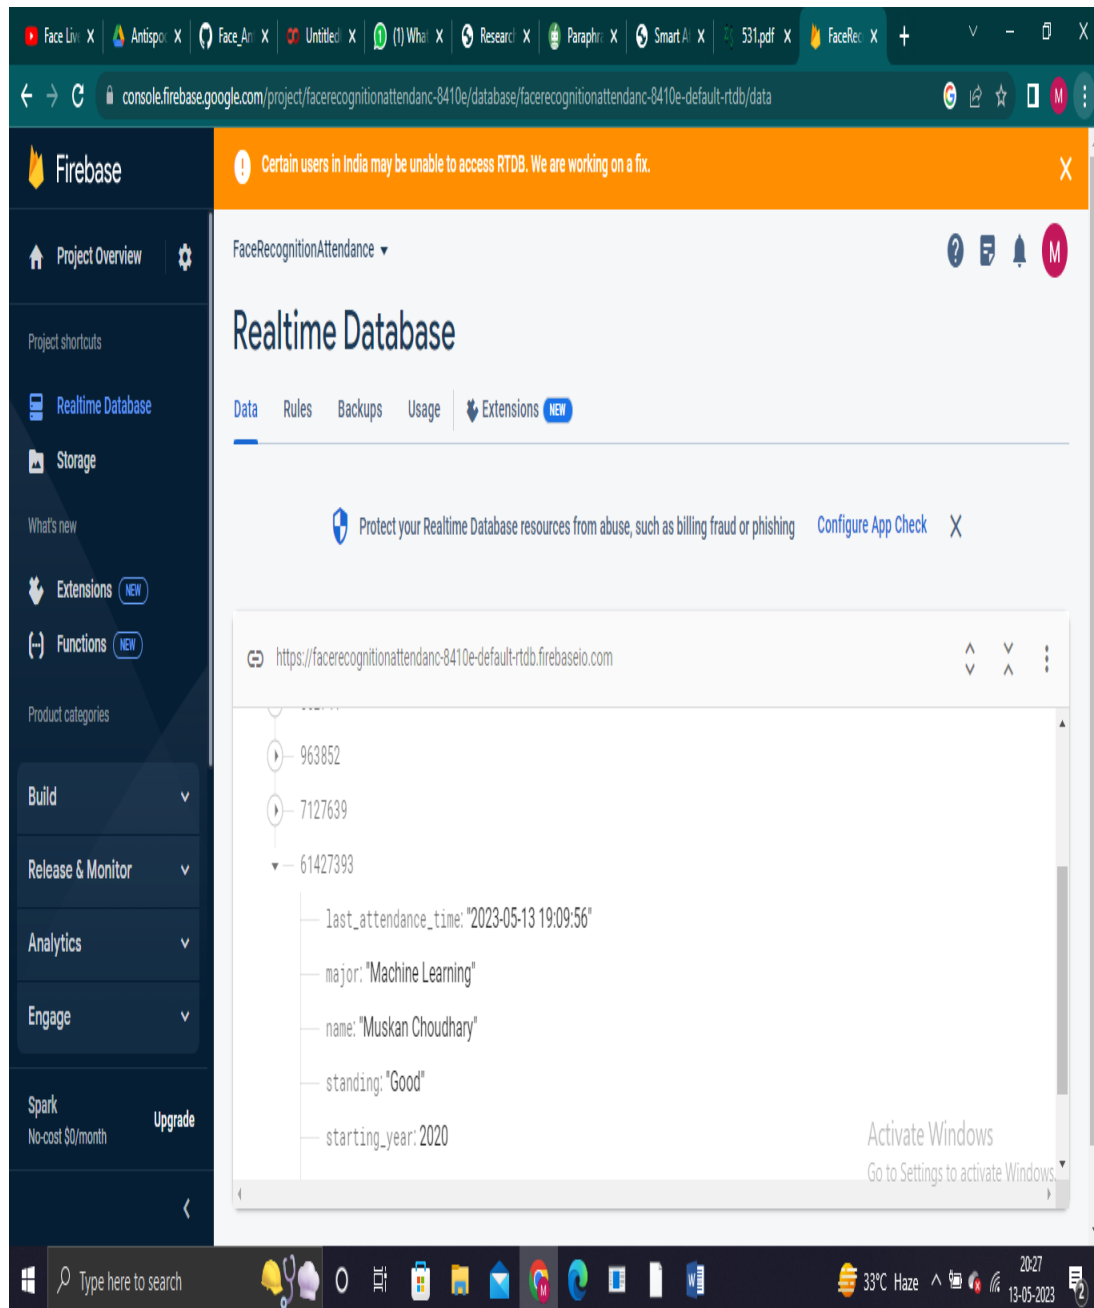 Face Liv
Antispoo
Face_An
Untitled
(1) What
Research
Paraphra
Smart A
531.pdf
FaceRec
console.firebase.google.com/project/facerecognitionattendanc-8410e/database/facerecognitionattendanc-8410e-default-rtdb/data
M
Firebase
Certain users in India may be unable to access RTDB. We are working on a fix.
Project Overview
FaceRecognitionAttendance
M
Realtime Database
Project shortcuts
Realtime Database
Storage
Data Rules Backups Usage Extensions NEW
What's new
Protect your Realtime Database resources from abuse, such as billing fraud or phishing Configure App Check
Extensions NEW
Functions NEW
https://facerecognitionattendanc-8410e-default-rtdb.firebaseio.com
Product categories
963852
7127639
61427393
last_attendance_time: "2023-05-13 19:09:56"
major: "Machine Learning"
name: "Muskan Choudhary"
standing: "Good"
starting_year: 2020
Build
Release & Monitor
Analytics
Engage
Spark
No-cost $0/month
Upgrade
Activate Windows
Go to Settings to activate Windows.
Type here to search
33°C Haze
20:27
13-05-2023
2